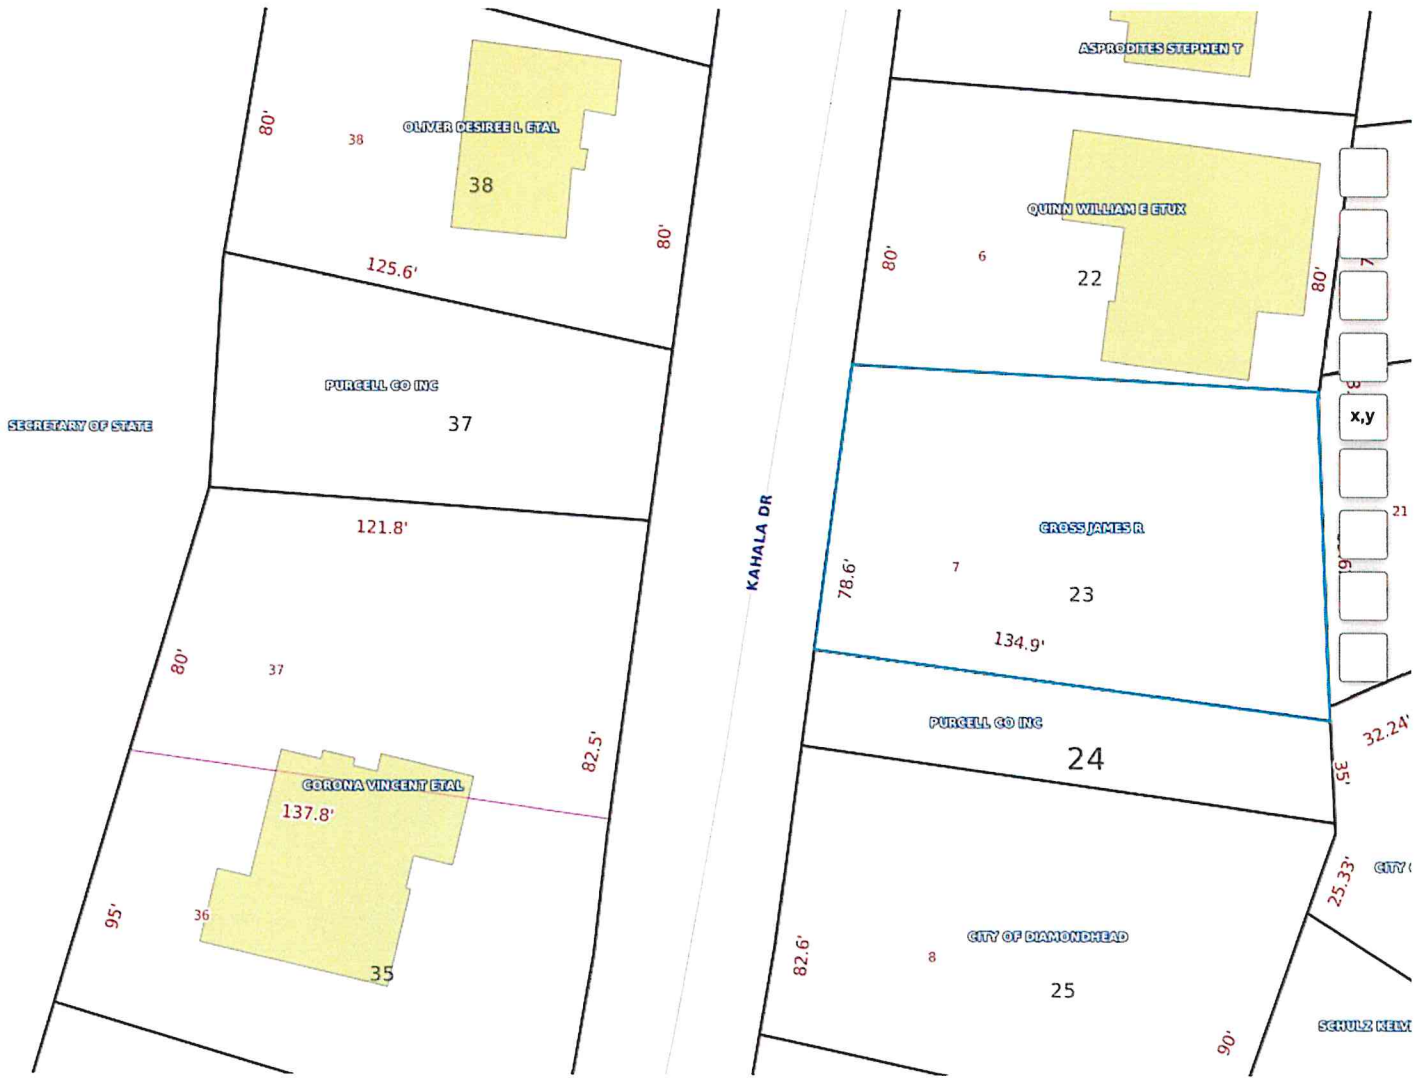 ASPRODITES STEPHEN T
80'
38
OLIVER DESIREE L ETAL
38
80'
125.6'
QUINN WILLIAM E ETUX
80'
6
22
80'
PURCELL CO INC
37
SECRETARY OF STATE
x,y
121.8'
KAHALA DR
CROSS JAMES R
21
78.6'
7
23
134.9'
80'
37
PURCELL CO INC
24
32.24'
35'
82.5'
CORONA VINCENT ETAL
137.8'
95'
36
35
25.33'
CITY
CITY OF DIAMONDHEAD
82.6'
8
25
90'
SCHULZ